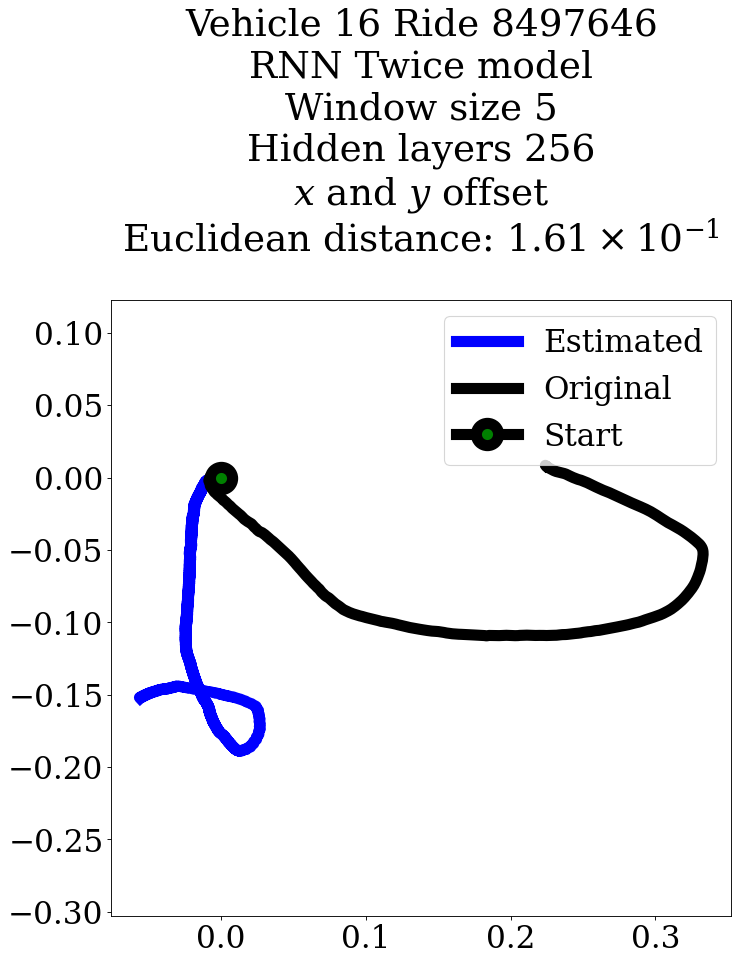 Vehicle 16 Ride 8497646
RNN Twice model
Window size 5
Hidden layers 256
x and y offset
Euclidean distance: 1.61 × 10⁻¹
Estimated
Original
Start
0.10
0.05
0.00
−0.05
−0.10
−0.15
−0.20
−0.25
−0.30
0.0 0.1 0.2 0.3